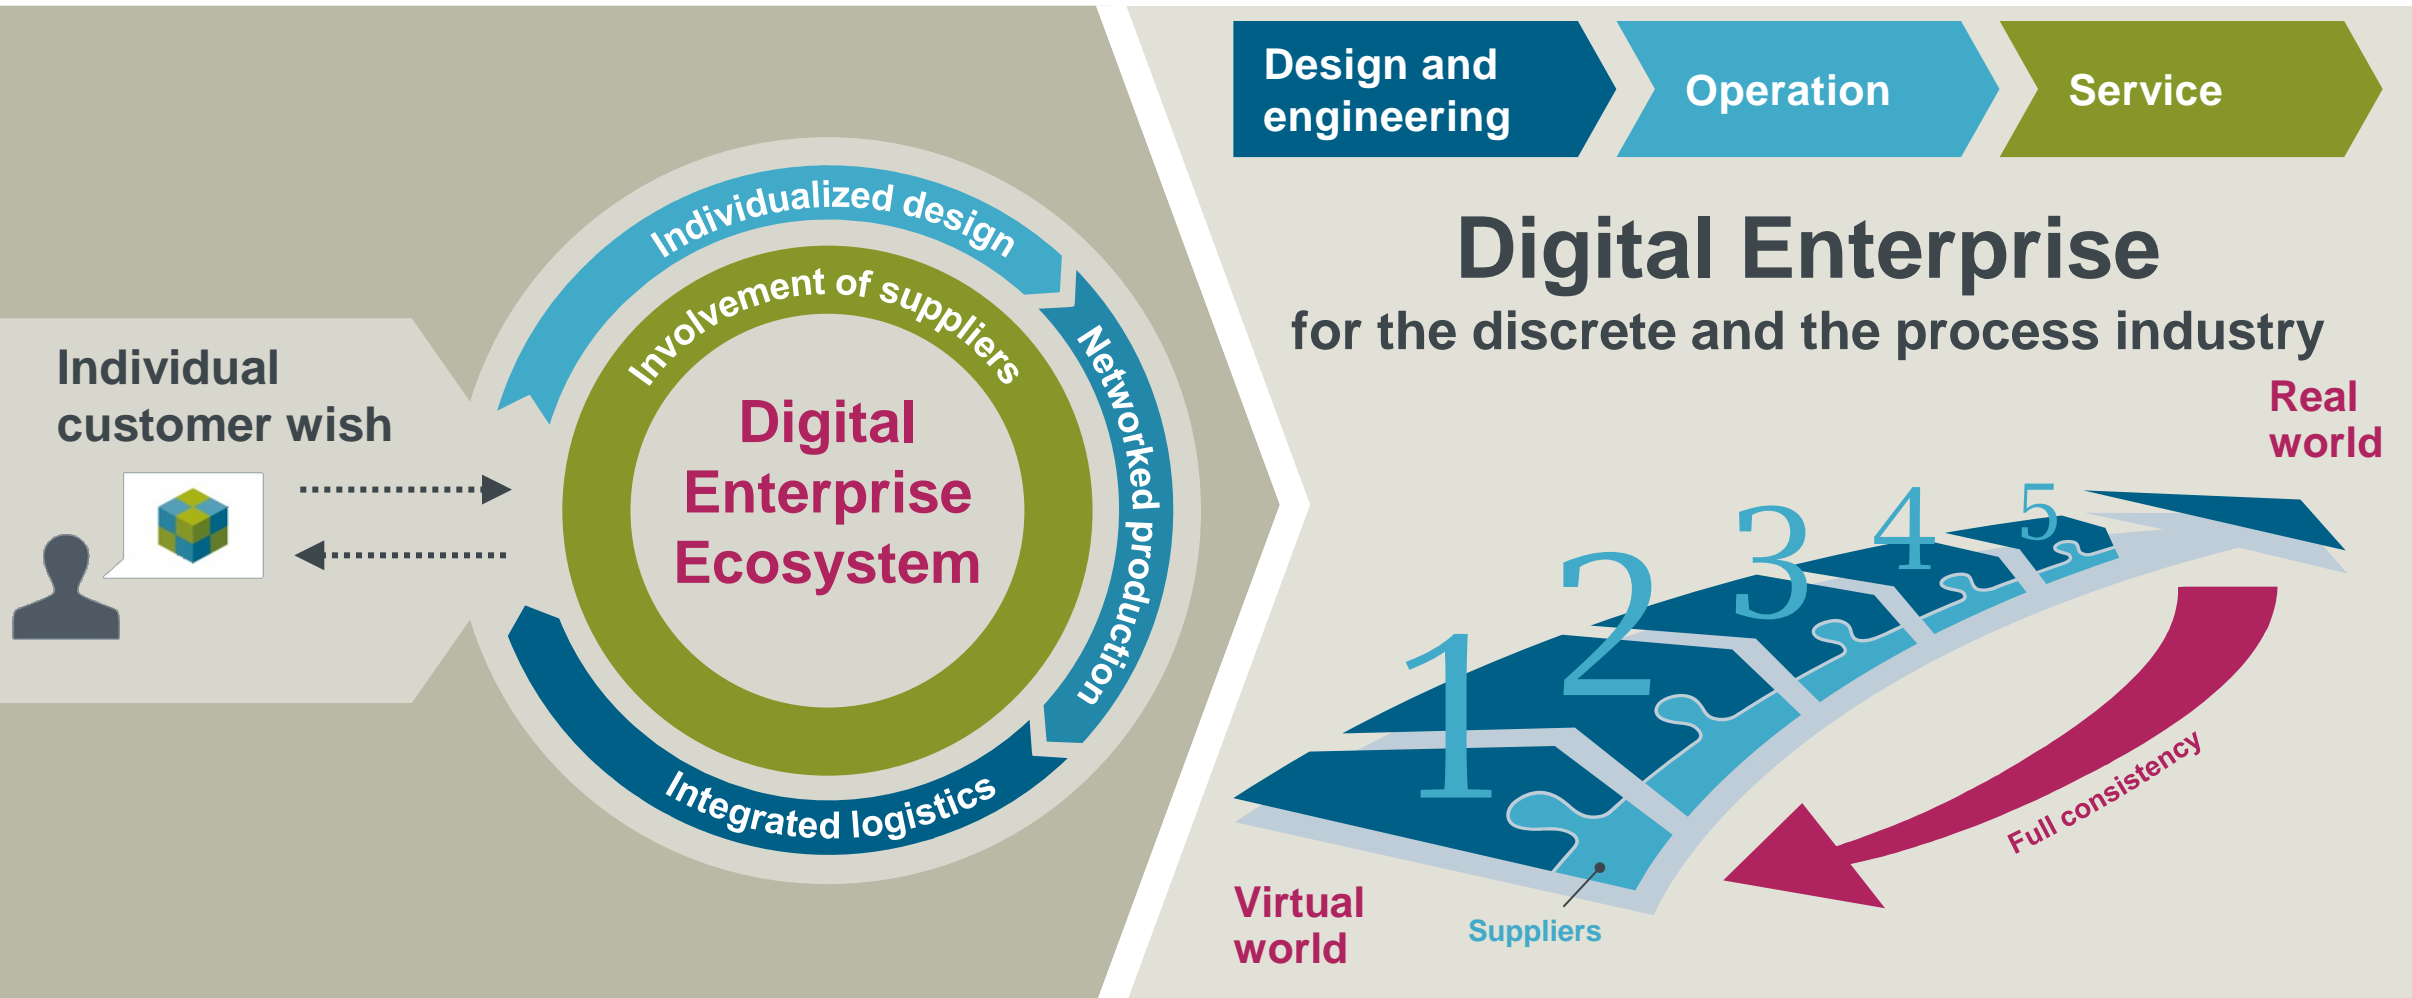 Individual
customer wish
Individualized design
Involvement of suppliers
Networked production
Digital
Enterprise
Ecosystem
Integrated logistics
Design and
engineering
Operation
Service
Digital Enterprise
for the discrete and the process industry
Real
world
1
2
3
4
5
Full consistency
Virtual
world
Suppliers